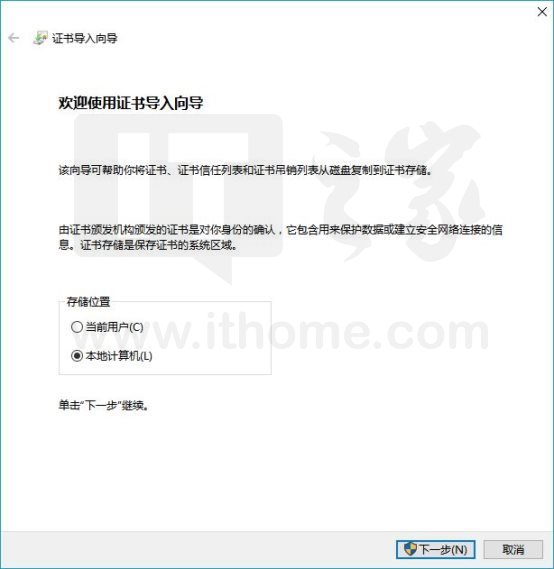 证书导入向导
欢迎使用证书导入向导
该向导可帮助你将证书、证书信任列表和证书吊销列表从磁盘复制到证书存储。
由证书颁发机构颁发的证书是对你身份的确认，它包含用来保护数据或建立安全网络连接的信
息。证书存储是保存证书的系统区域。
存储位置
当前用户(C)
本地计算机(L)
单击"下一步"继续。
下一步(N)
取消
IT之家
www.ithome.com